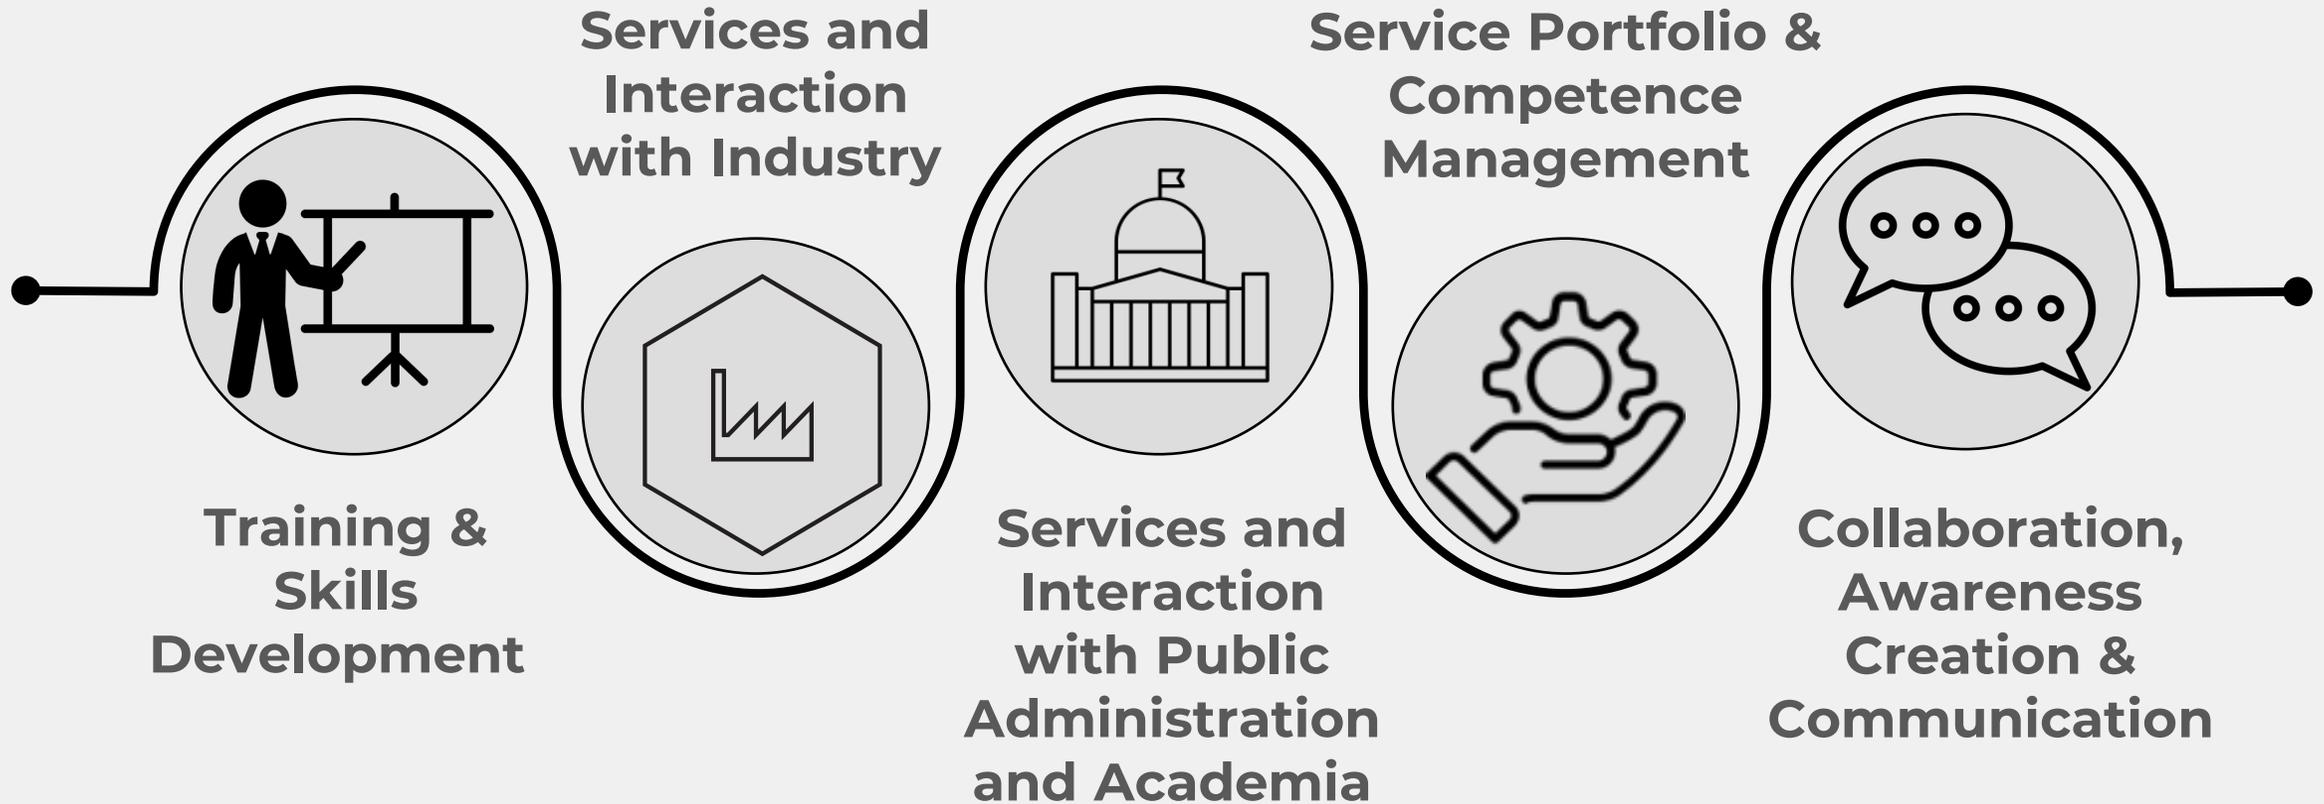 Training &
Skills
Development
Services and
Interaction
with Industry
Services and
Interaction
with Public
Administration
and Academia
Service Portfolio &
Competence
Management
Collaboration,
Awareness
Creation &
Communication